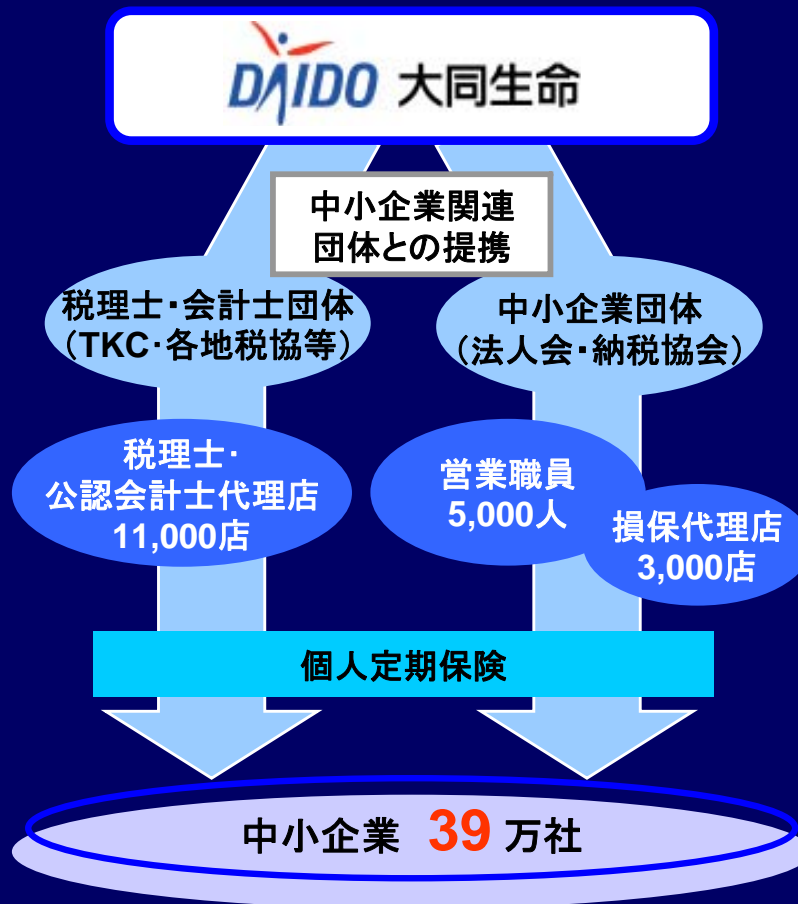 DAIDO 大同生命
中小企業関連
団体との提携
税理士・会計士団体
（TKC・各地税協等）
中小企業団体
（法人会・納税協会）
税理士・
公認会計士代理店
11,000店
営業職員
5,000人
損保代理店
3,000店
個人定期保険
中小企業 39 万社